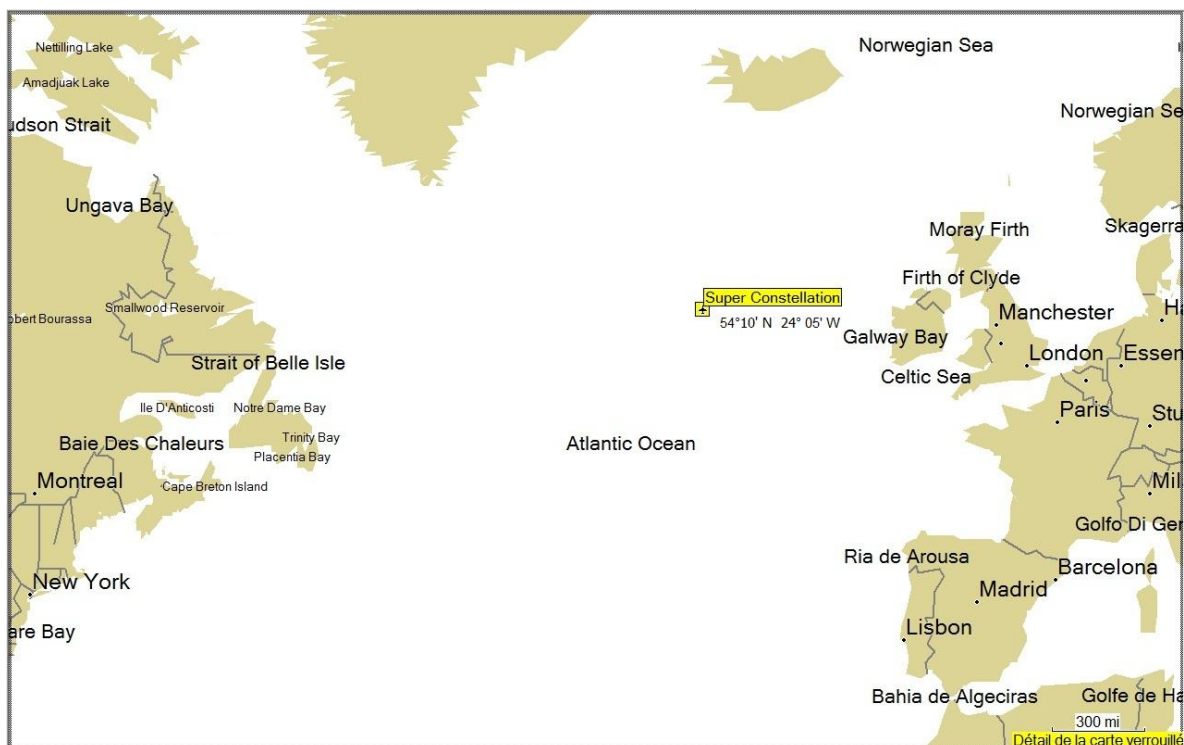 Nettilling Lake
Norwegian Sea
Amadjuak Lake
Norwegian Se
udson Strait
Ungava Bay
Skagerra
Moray Firth
Firth of Clyde
Super Constellation
54°10' N 24° 05' W
Smallwood Reservoir
obert Bourassa
Manchester
Ha
Galway Bay
London
Essen
Strait of Belle Isle
Celtic Sea
Ile D'Anticosti
Notre Dame Bay
Paris
Stu
Trinity Bay
Baie Des Chaleurs
Atlantic Ocean
Placentia Bay
Montreal
Cape Breton Island
Mil
Golfo Di Ger
Ria de Arousa
Barcelona
New York
Madrid
Lisbon
are Bay
Bahia de Algeciras
Golfe de Ha
300 mi
Détail de la carte verrouillé